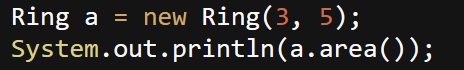 Ring a = new Ring(3, 5);
System.out.println(a.area());